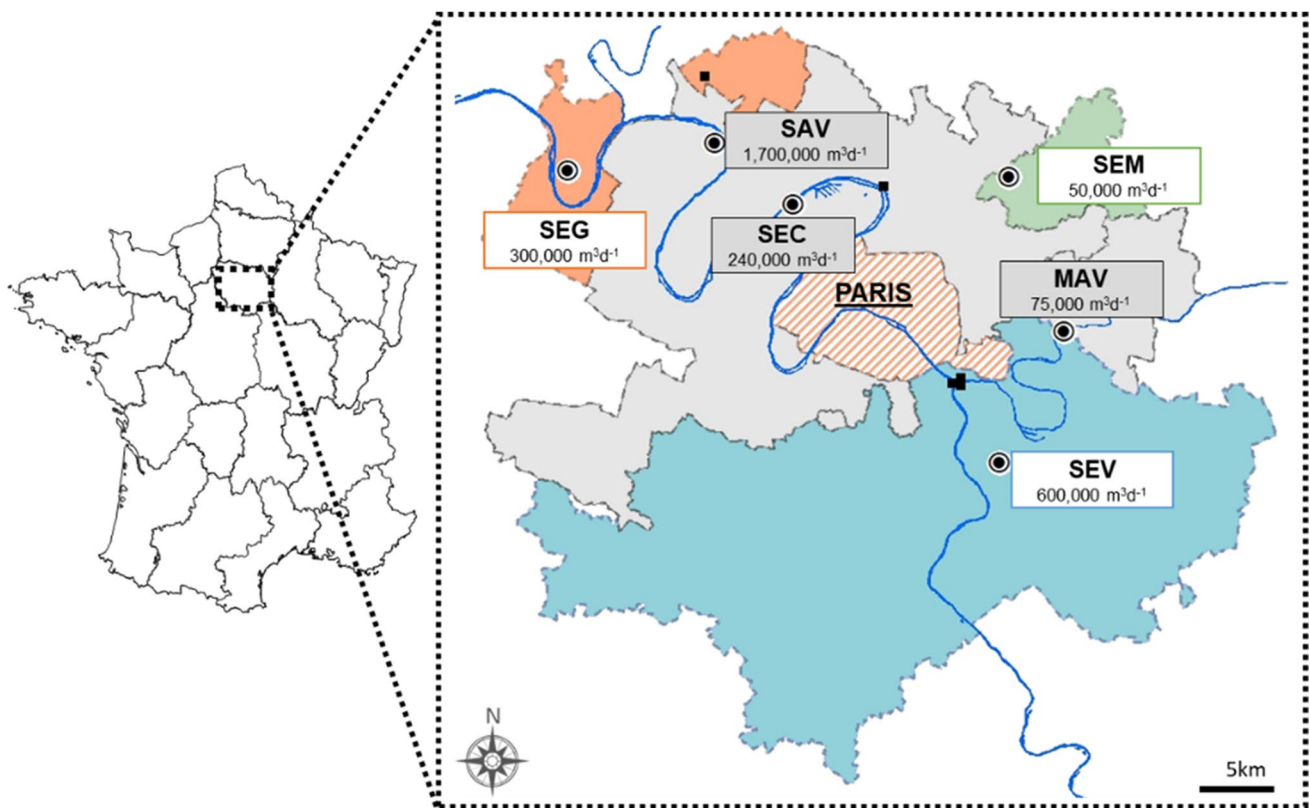 SAV
1,700,000 m³d⁻¹
SEM
50,000 m³d⁻¹
SEG
300,000 m³d⁻¹
SEC
240,000 m³d⁻¹
MAV
75,000 m³d⁻¹
PARIS
SEV
600,000 m³d⁻¹
N
5km